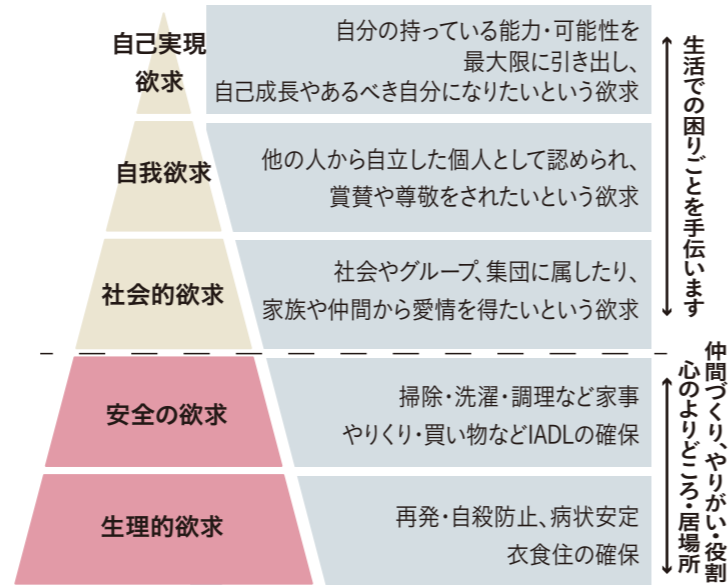 自己実現
欲求
自分の持っている能力・可能性を
最大限に引き出し、
自己成長やあるべき自分になりたいという欲求
自我欲求
他の人から自立した個人として認められ、
賞賛や尊敬をされたいという欲求
社会的欲求
社会やグループ、集団に属したり、
家族や仲間から愛情を得たいという欲求
生活での困りごとを手伝います
安全の欲求
掃除・洗濯・調理など家事
やりくり・買い物などIADLの確保
生理的欲求
再発・自殺防止、病状安定
衣食住の確保
仲間づくり、やりがい・役割
心のよりどころ・居場所